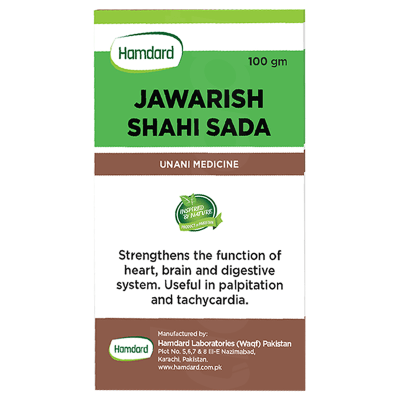 Hamdard
100 gm
JAWARISH
SHAHI SADA
UNANI MEDICINE
INSPIRED
BY NATURE
Strengthens the function of
heart, brain and digestive
system. Useful in palpitation
and tachycardia.
Manufactured by:
Hamdard
Hamdard Laboratories (Waqf) Pakistan
Plot No. 5,6,7 & 8 El-E Nazimabad,
Karachi, Pakistan.
www.hamdard.com.pk